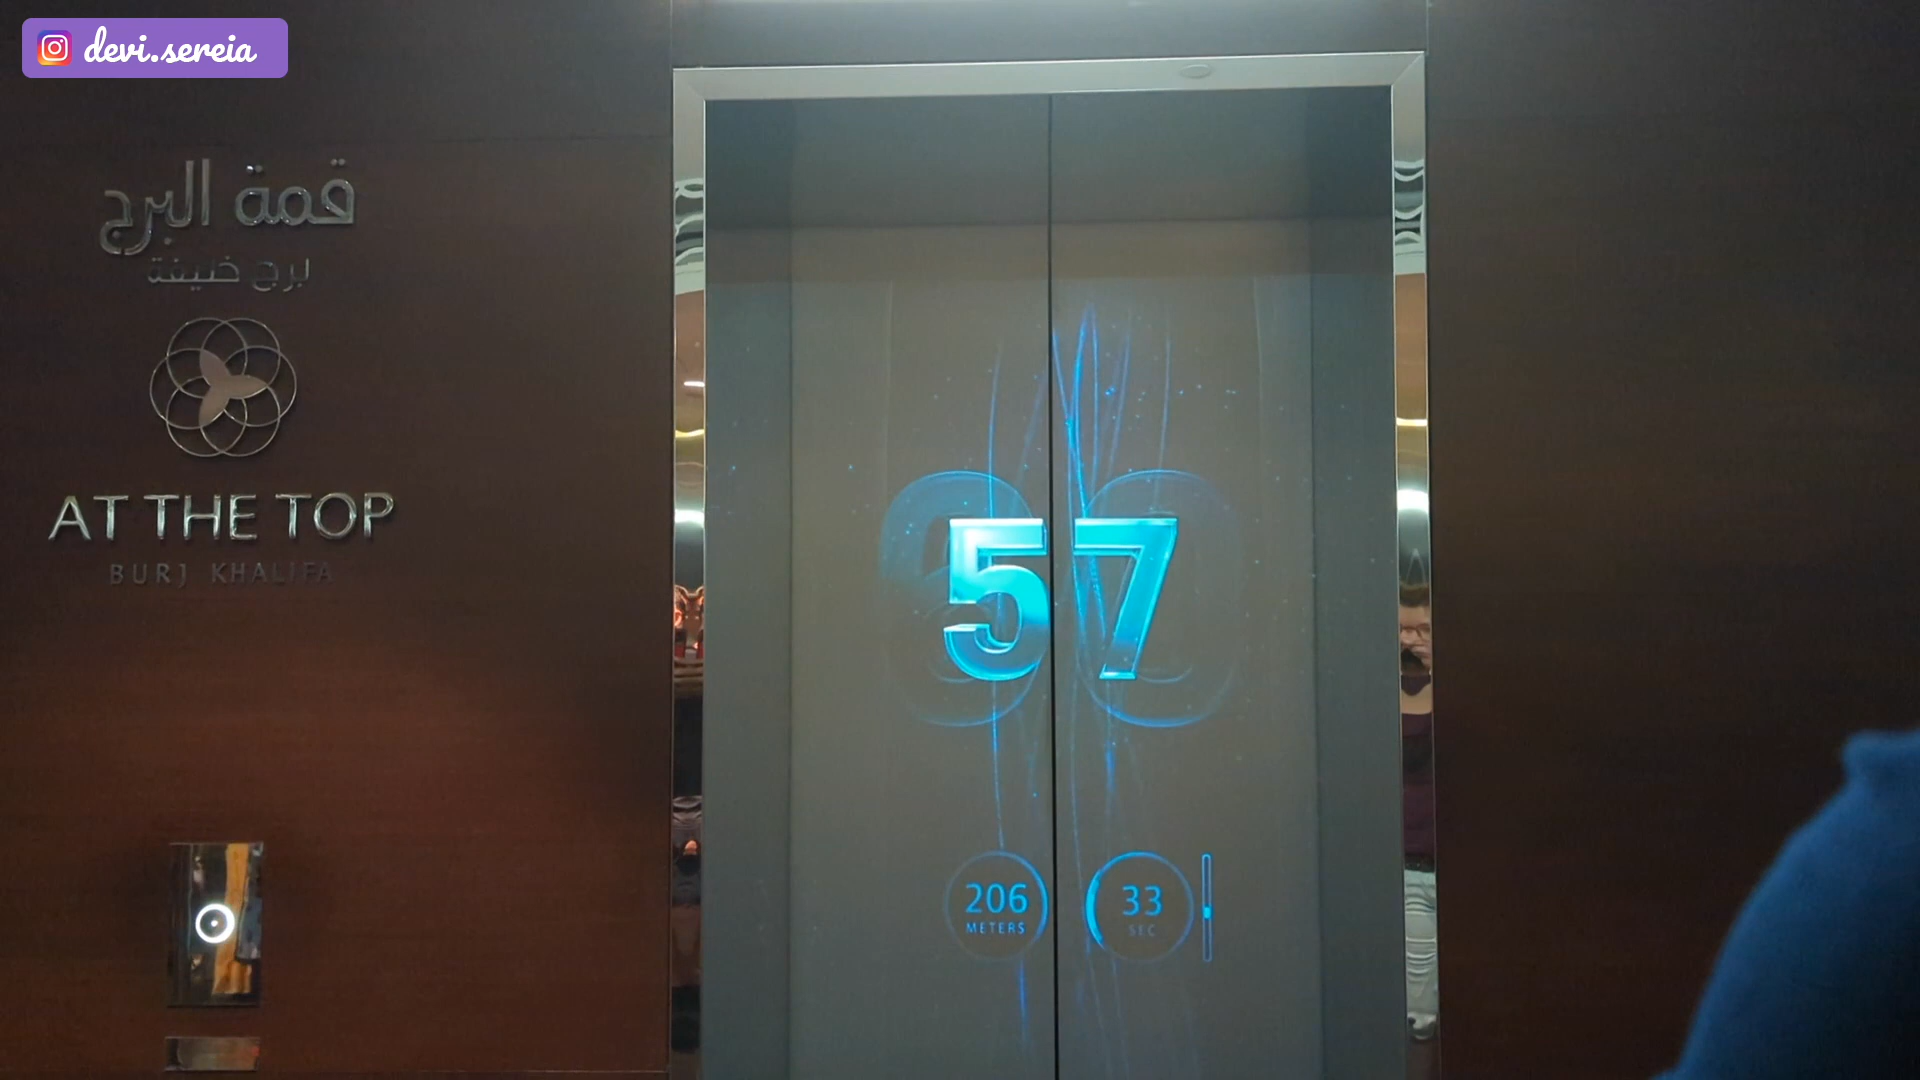 devi.sereia
قمة البرج
برج خليفة
AT THE TOP
BURJ KHALIFA
57
206
METERS
33
SEC